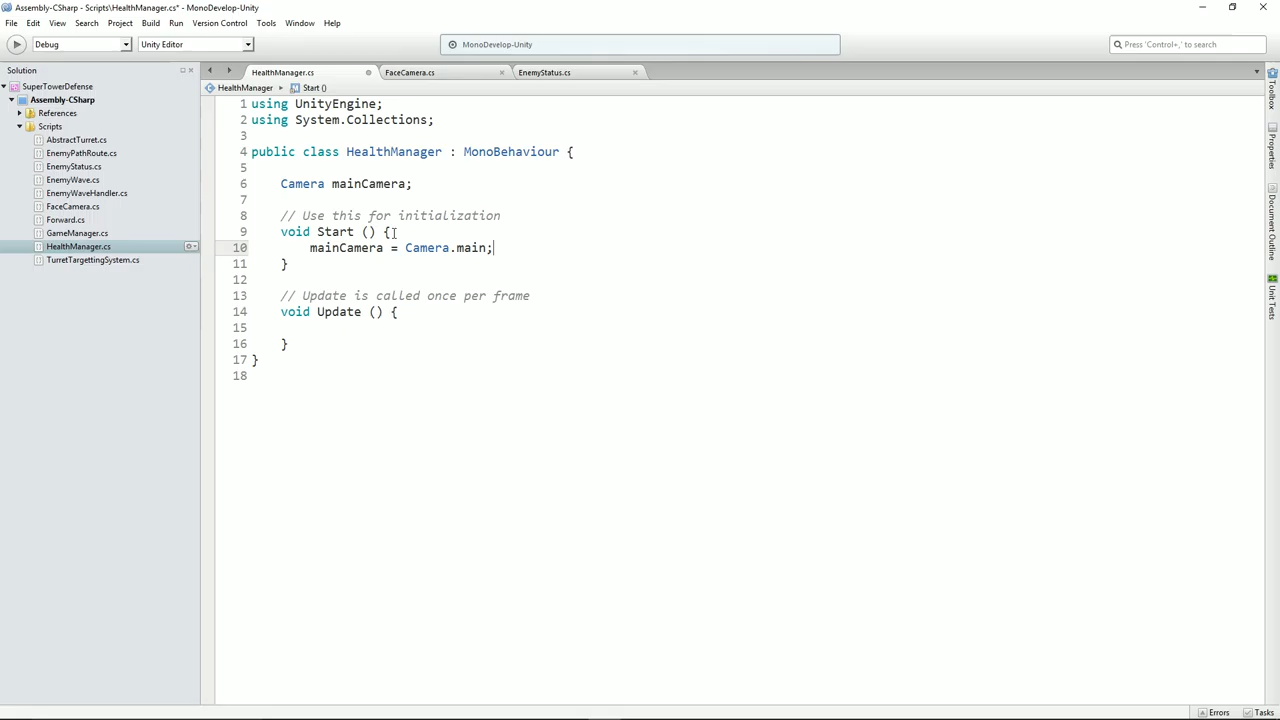 Assembly-CSharp - Scripts\HealthManager.cs* - MonoDevelop-Unity
File Edit View Search Project Build Run Version Control Tools Window Help
Debug Unity Editor MonoDevelop-Unity Press 'Control+,' to search
Solution
SuperTowerDefense
Assembly-CSharp
References
Scripts
AbstractTurret.cs
EnemyPathRoute.cs
EnemyStatus.cs
EnemyWave.cs
EnemyWaveHandler.cs
FaceCamera.cs
Forward.cs
GameManager.cs
HealthManager.cs
TurretTargettingSystem.cs
HealthManager.cs FaceCamera.cs EnemyStatus.cs
HealthManager Start ()
1 using UnityEngine;
2 using System.Collections;
3
4 public class HealthManager : MonoBehaviour {
5
6 Camera mainCamera;
7
8 // Use this for initialization
9 void Start () {
10 mainCamera = Camera.main;
11 }
12
13 // Update is called once per frame
14 void Update () {
15
16 }
17 }
18
Toolbox
Properties
Document Outline
Unit Tests
Errors Tasks